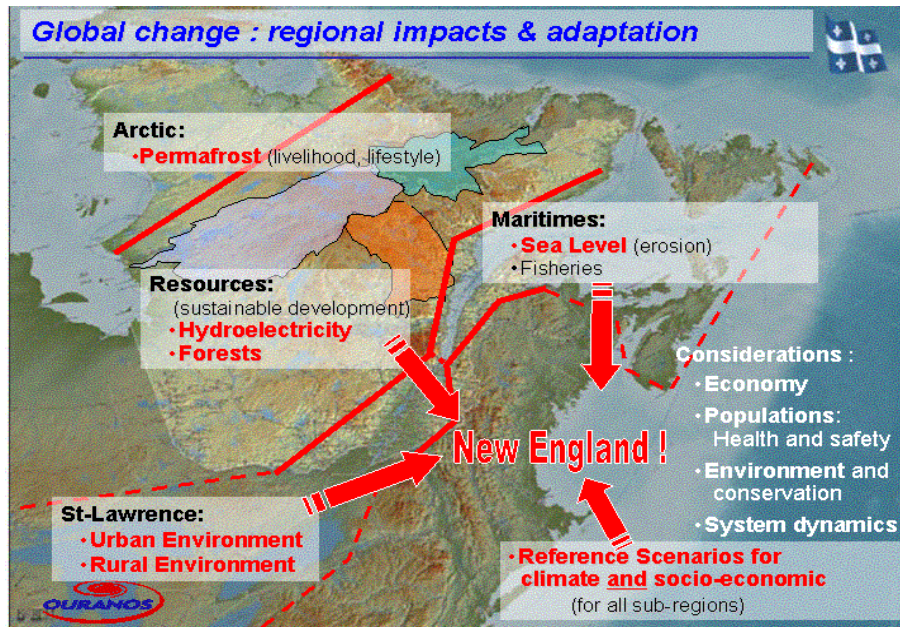 Global change : regional impacts & adaptation
Arctic:
•Permafrost (livelihood, lifestyle)
Maritimes:
•Sea Level (erosion)
•Fisheries
Resources:
(sustainable development)
•Hydroelectricity
•Forests
Considerations :
•Economy
•Populations:
Health and safety
•Environment and
conservation
•System dynamics
New England !
St-Lawrence:
•Urban Environment
•Rural Environment
•Reference Scenarios for
climate and socio-economic
(for all sub-regions)
OURANOS